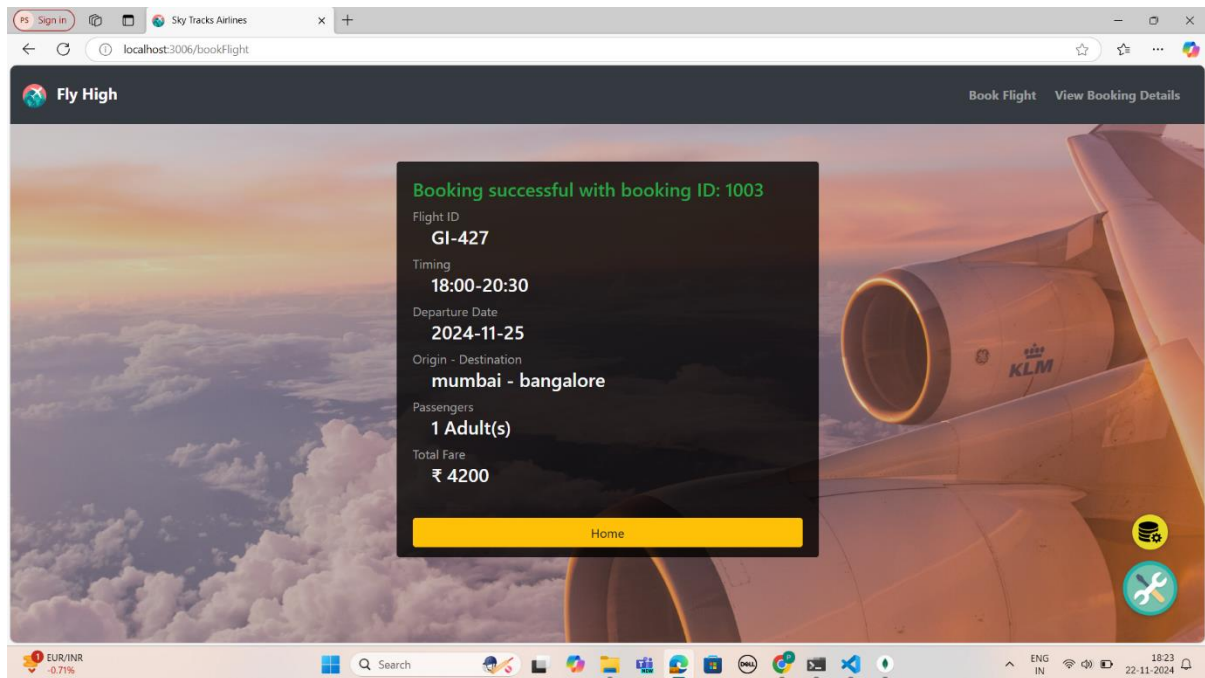 PS Sign in
Sky Tracks Airlines
localhost:3006/bookFlight
Fly High
Book Flight View Booking Details
Booking successful with booking ID: 1003
Flight ID
GI-427
Timing
18:00-20:30
Departure Date
2024-11-25
Origin - Destination
mumbai - bangalore
Passengers
1 Adult(s)
Total Fare
₹ 4200
Home
KLM
1
EUR/INR
-0.71%
Search
NEW
DELL
ENG
IN
18:23
22-11-2024